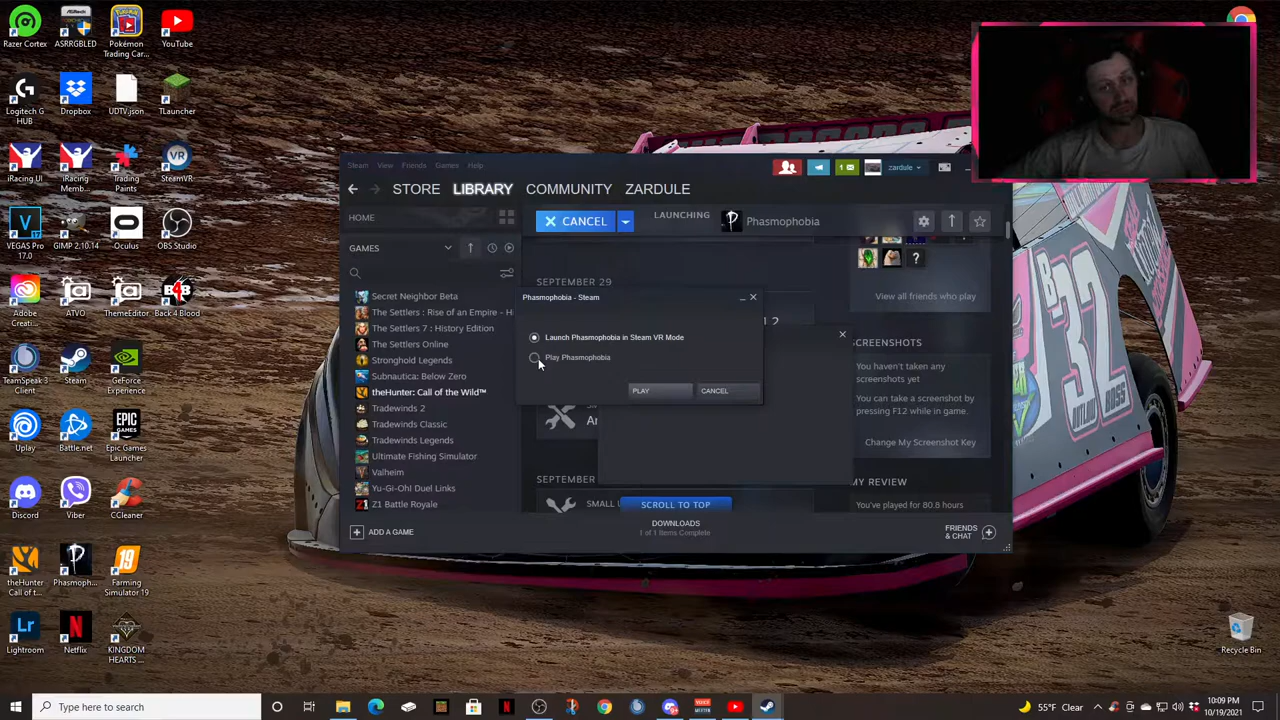 Razer Cortex
ASRRGBLED
Pokémon
Trading Car...
YouTube
Logitech G
HUB
Dropbox
UDTV.json
TLauncher
iRacing UI
iRacing
Memb...
Trading
Paints
SteamVR
VEGAS Pro
17.0
GIMP 2.10.14
Oculus
OBS Studio
Adobe
Creati...
ATVO
ThemeEditor
Back 4 Blood
TeamSpeak 3
Client
Steam
GeForce
Experience
Uplay
Battle.net
Epic Games
Launcher
Discord
Viber
CCleaner
theHunter
Call of t...
Phasmoph...
Farming
Simulator 19
Lightroom
Netflix
KINGDOM
HEARTS ...
Steam View Friends Games Help
1
zardule
STORE LIBRARY COMMUNITY ZARDULE
HOME
CANCEL
LAUNCHING
Phasmophobia
GAMES
Secret Neighbor Beta
The Settlers : Rise of an Empire - H
The Settlers 7 : History Edition
The Settlers Online
Stronghold Legends
Subnautica: Below Zero
theHunter: Call of the Wild™
Tradewinds 2
Tradewinds Classic
Tradewinds Legends
Ultimate Fishing Simulator
Valheim
Yu-Gi-Oh! Duel Links
Z1 Battle Royale
SEPTEMBER 29
Phasmophobia - Steam
Launch Phasmophobia in Steam VR Mode
Play Phasmophobia
PLAY
CANCEL
SEPTEMBER
SMALL
SCROLL TO TOP
View all friends who play
SCREENSHOTS
You haven't taken any
screenshots yet
You can take a screenshot by
pressing F12 while in game.
Change My Screenshot Key
MY REVIEW
You've played for 80.8 hours
ADD A GAME
DOWNLOADS
1 of 1 Items Complete
FRIENDS
& CHAT
37
Recycle Bin
Type here to search
55°F Clear
10:09 PM
10/19/2021